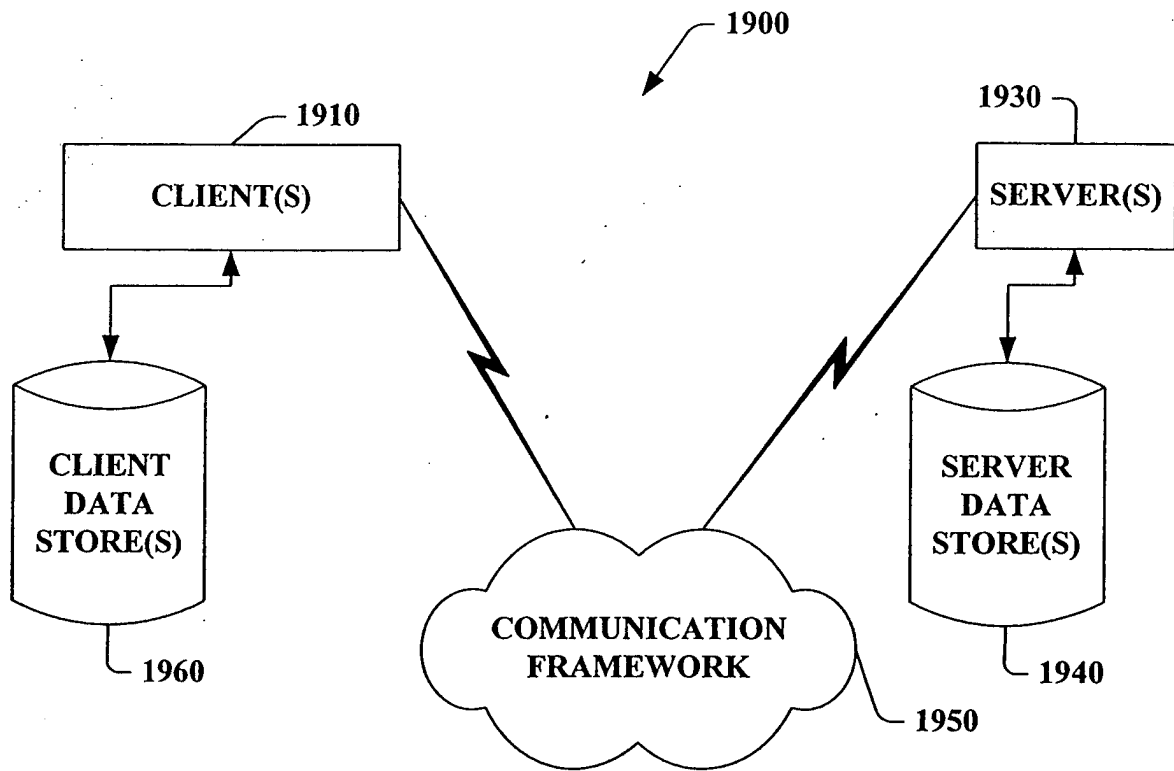 1900
1910
1930
CLIENT(S)
SERVER(S)
CLIENT
DATA
STORE(S)
SERVER
DATA
STORE(S)
COMMUNICATION
FRAMEWORK
1960
1940
1950